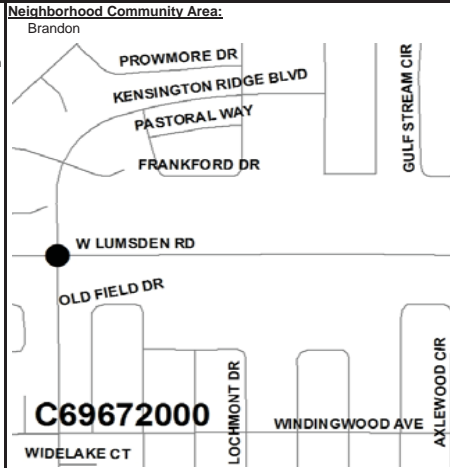 Neighborhood Community Area:
Brandon
PROWMORE DR
KENSINGTON RIDGE BLVD
GULF STREAM CIR
PASTORAL WAY
FRANKFORD DR
W LUMSDEN RD
OLD FIELD DR
LOCHMONT DR
AXLEWOOD CIR
C69672000
WINDINGWOOD AVE
WIDELAKE CT